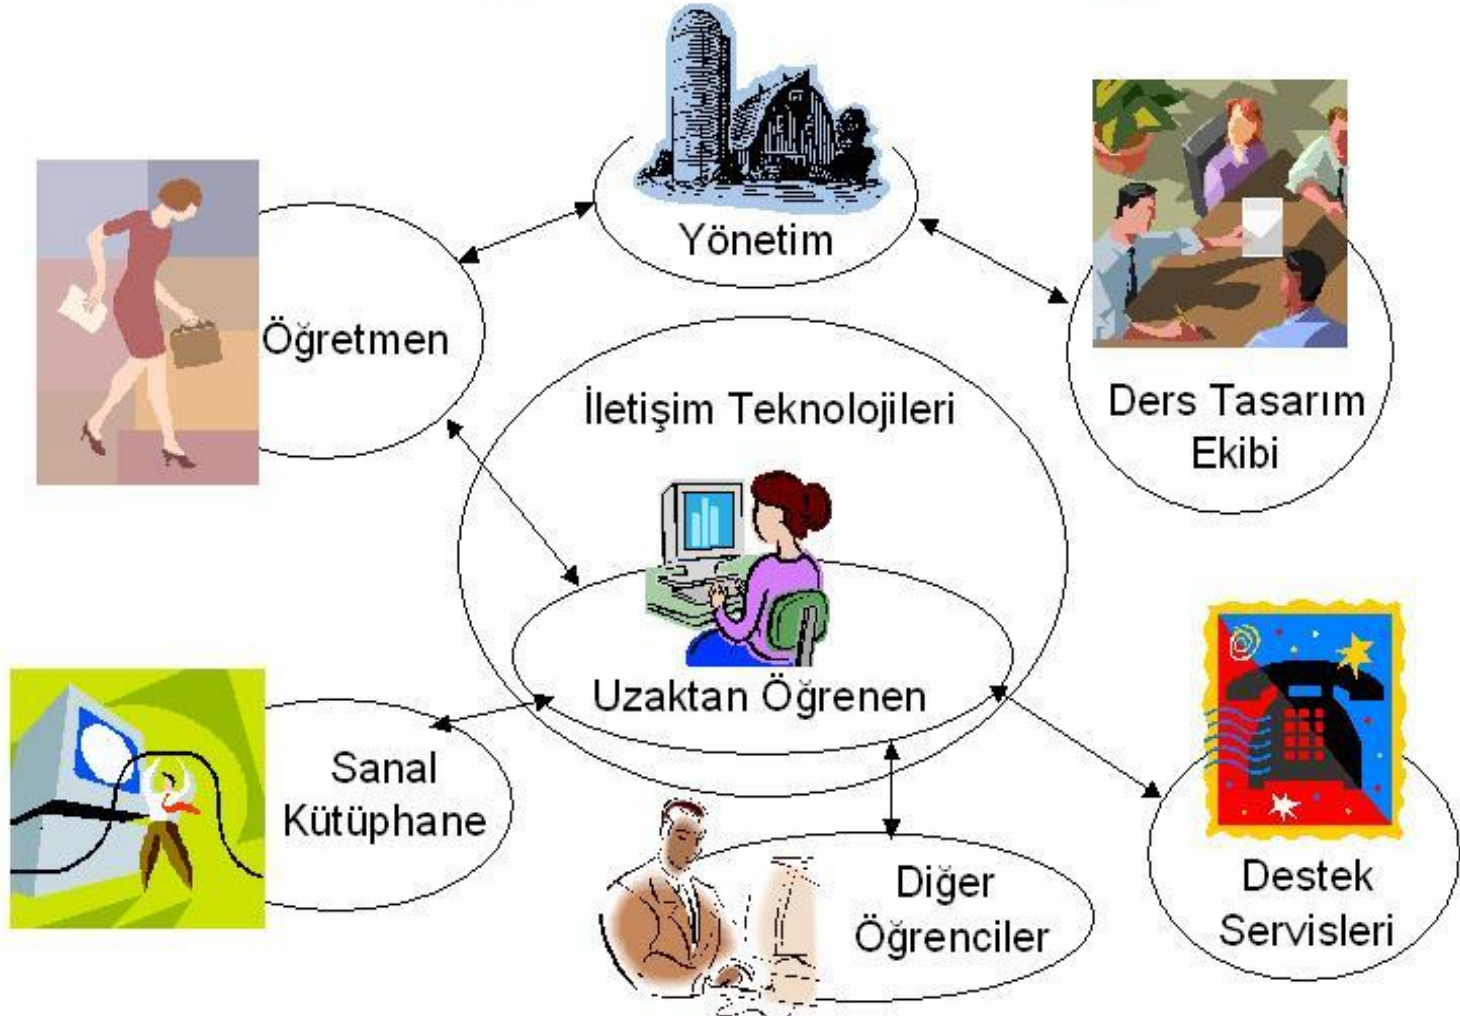 Yönetim
Öğretmen
İletişim Teknolojileri
Ders Tasarım
Ekibi
Uzaktan Öğrenen
Sanal
Kütüphane
Diğer
Öğrenciler
Destek
Servisleri